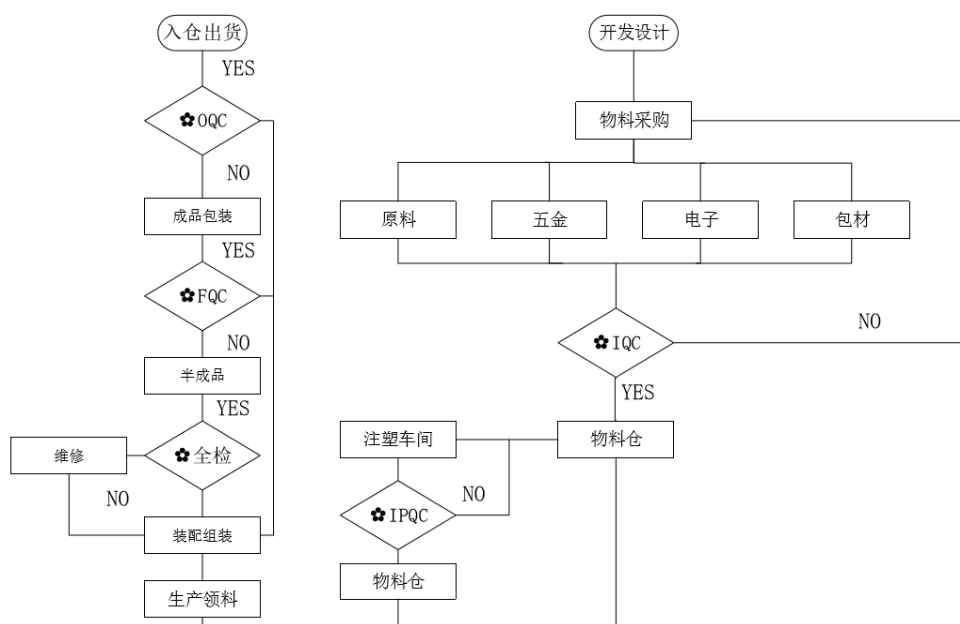 入仓出货
YES
✿OQC
NO
成品包装
YES
✿FQC
NO
半成品
YES
✿全检
维修
NO
装配组装
生产领料
开发设计
物料采购
原料
五金
电子
包材
✿IQC
NO
YES
物料仓
注塑车间
✿IPQC
NO
物料仓